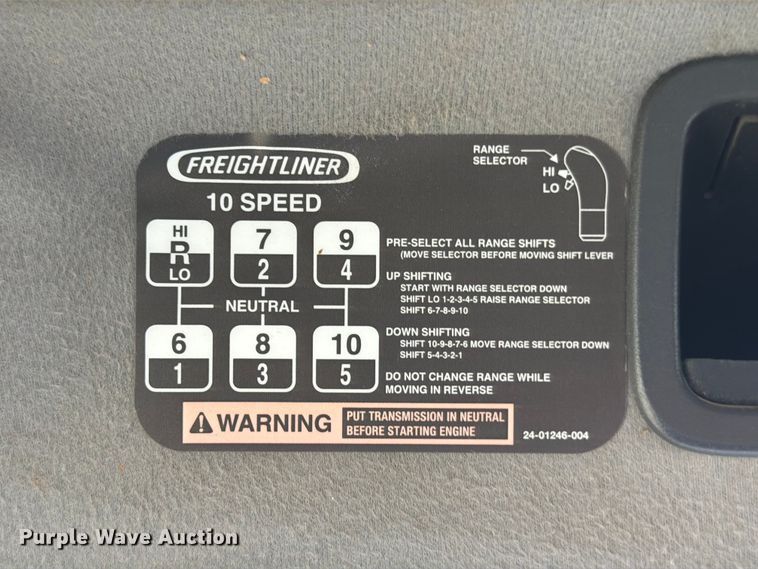 FREIGHTLINER
10 SPEED
RANGE
SELECTOR
HI
LO
HI
R
LO
7
2
9
4
NEUTRAL
6
1
8
3
10
5
PRE-SELECT ALL RANGE SHIFTS
(MOVE SELECTOR BEFORE MOVING SHIFT LEVER
UP SHIFTING
START WITH RANGE SELECTOR DOWN
SHIFT LO 1-2-3-4-5 RAISE RANGE SELECTOR
SHIFT 6-7-8-9-10
DOWN SHIFTING
SHIFT 10-9-8-7-6 MOVE RANGE SELECTOR DOWN
SHIFT 5-4-3-2-1
DO NOT CHANGE RANGE WHILE
MOVING IN REVERSE
WARNING
PUT TRANSMISSION IN NEUTRAL
BEFORE STARTING ENGINE
24-01246-004
Purple Wave Auction